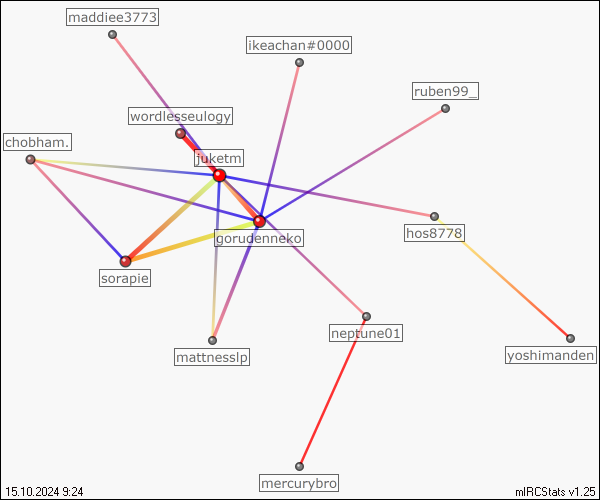 maddiee3773
ikeachan#0000
ruben99_
wordlesseulogy
chobham.
juketm
gorudenneko
hos8778
sorapie
neptune01
mattnesslp
yoshimanden
mercurybro
15.10.2024 9:24
mIRCStats v1.25